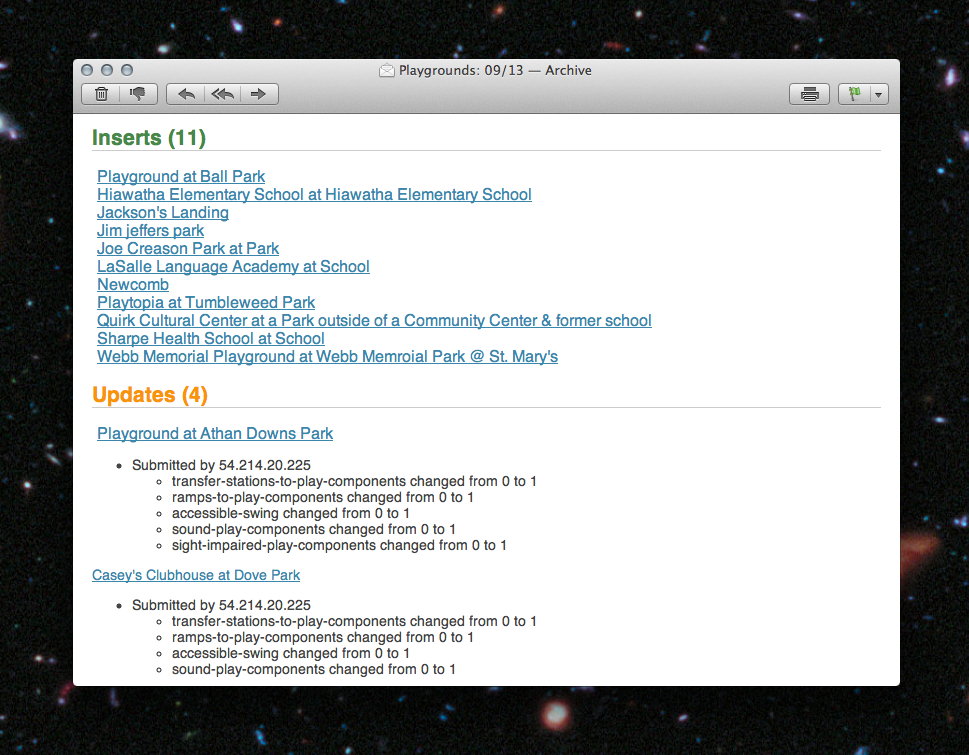 Playgrounds: 09/13 — Archive
Inserts (11)
Playground at Ball Park
Hiawatha Elementary School at Hiawatha Elementary School
Jackson's Landing
Jim jeffers park
Joe Creason Park at Park
LaSalle Language Academy at School
Newcomb
Playtopia at Tumbleweed Park
Quirk Cultural Center at a Park outside of a Community Center & former school
Sharpe Health School at School
Webb Memorial Playground at Webb Memroial Park @ St. Mary's
Updates (4)
Playground at Athan Downs Park
Submitted by 54.214.20.225
transfer-stations-to-play-components changed from 0 to 1
ramps-to-play-components changed from 0 to 1
accessible-swing changed from 0 to 1
sound-play-components changed from 0 to 1
sight-impaired-play-components changed from 0 to 1
Casey's Clubhouse at Dove Park
Submitted by 54.214.20.225
transfer-stations-to-play-components changed from 0 to 1
ramps-to-play-components changed from 0 to 1
accessible-swing changed from 0 to 1
sound-play-components changed from 0 to 1